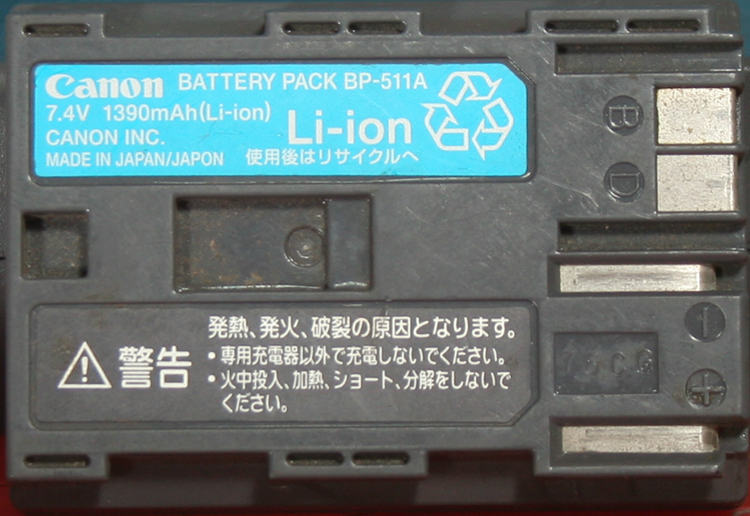 Canon BATTERY PACK BP-511A
7.4V 1390mAh(Li-ion)
CANON INC.
MADE IN JAPAN/JAPON
Li-ion
使用後はリサイクルへ
B
D
警告
発熱、発火、破裂の原因となります。
・専用充電器以外で充電しないでください。
・火中投入、加熱、ショート、分解をしないで
ください。
−
+